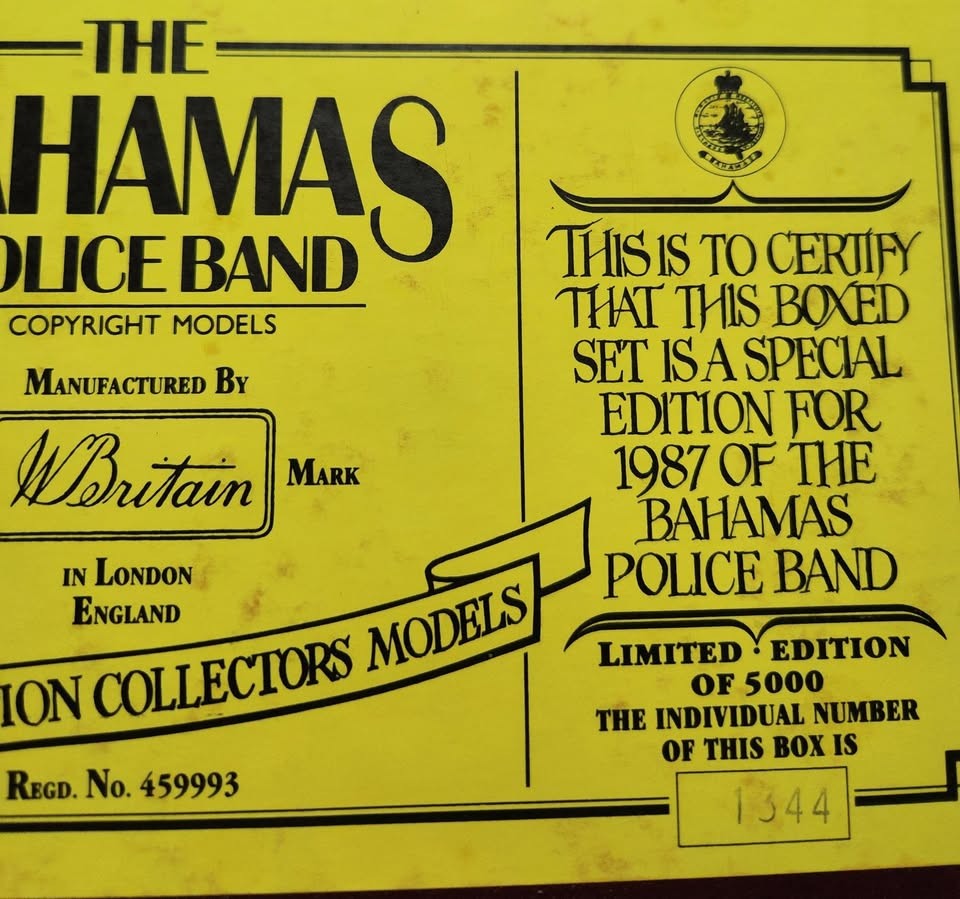 THE
AHAMAS
OLICE BAND
COPYRIGHT MODELS
MANUFACTURED BY
WBritain MARK
IN LONDON
ENGLAND
ION COLLECTORS MODELS
REGD. No. 459993
BAHAMAS
THIS IS TO CERTIFY
THAT THIS BOXED
SET IS A SPECIAL
EDITION FOR
1987 OF THE
BAHAMAS
POLICE BAND
LIMITED · EDITION
OF 5000
THE INDIVIDUAL NUMBER
OF THIS BOX IS
1344